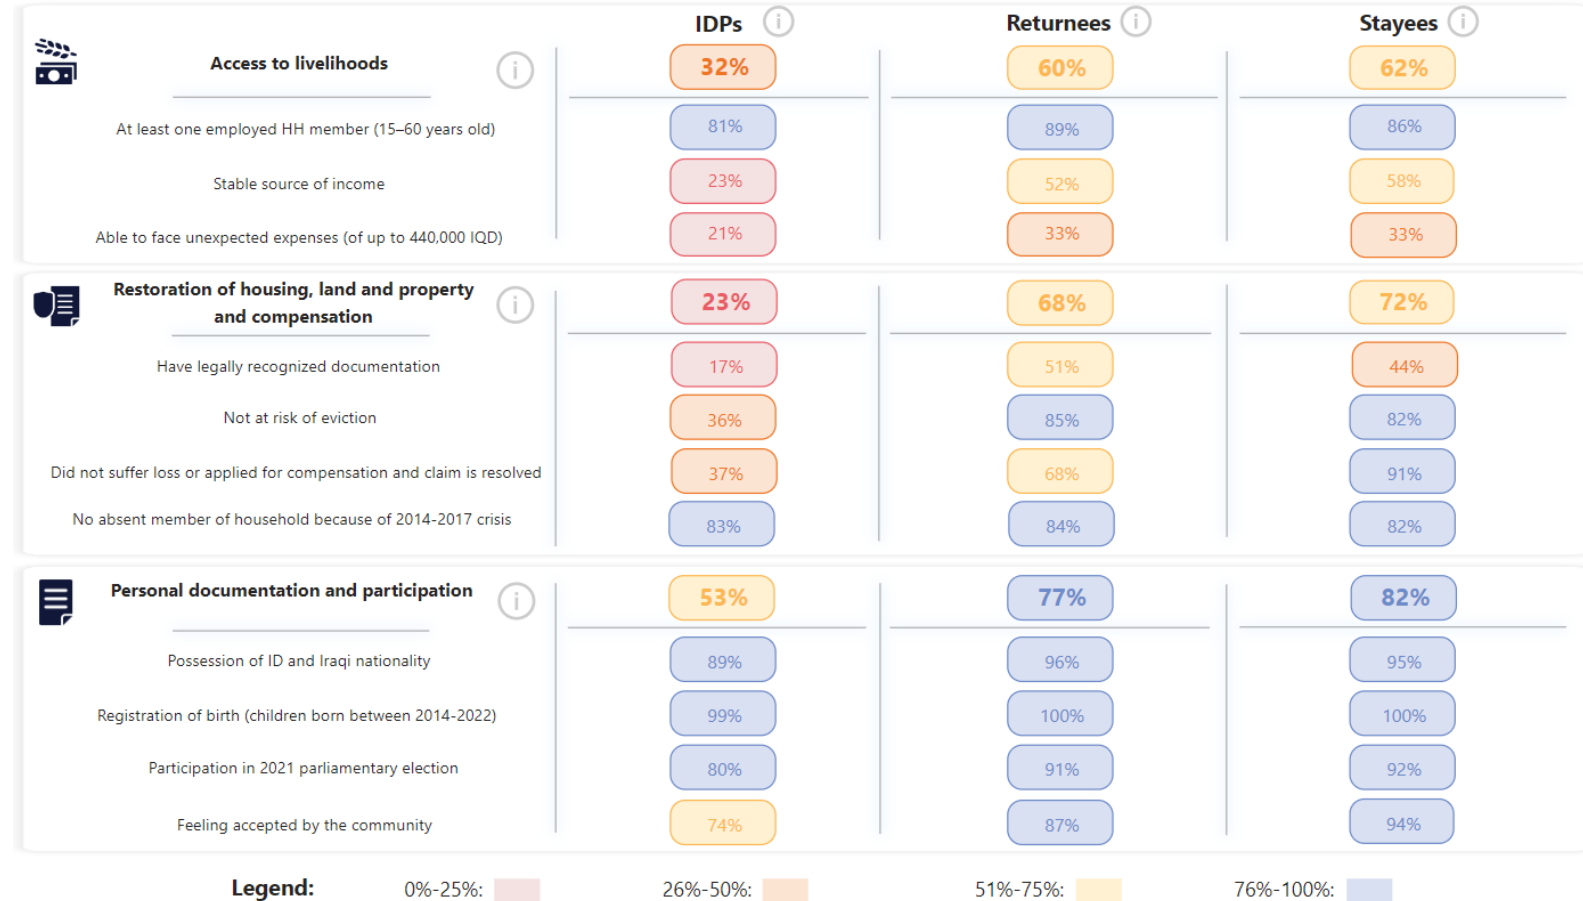 IDPs
Returnees
Stayees
Access to livelihoods
32%
60%
62%
At least one employed HH member (15–60 years old)
81%
89%
86%
Stable source of income
23%
52%
58%
Able to face unexpected expenses (of up to 440,000 IQD)
21%
33%
33%
Restoration of housing, land and property
and compensation
23%
68%
72%
Have legally recognized documentation
17%
51%
44%
Not at risk of eviction
36%
85%
82%
Did not suffer loss or applied for compensation and claim is resolved
37%
68%
91%
No absent member of household because of 2014-2017 crisis
83%
84%
82%
Personal documentation and participation
53%
77%
82%
Possession of ID and Iraqi nationality
89%
96%
95%
Registration of birth (children born between 2014-2022)
99%
100%
100%
Participation in 2021 parliamentary election
80%
91%
92%
Feeling accepted by the community
74%
87%
94%
Legend: 0%-25%: 26%-50%: 51%-75%: 76%-100%: